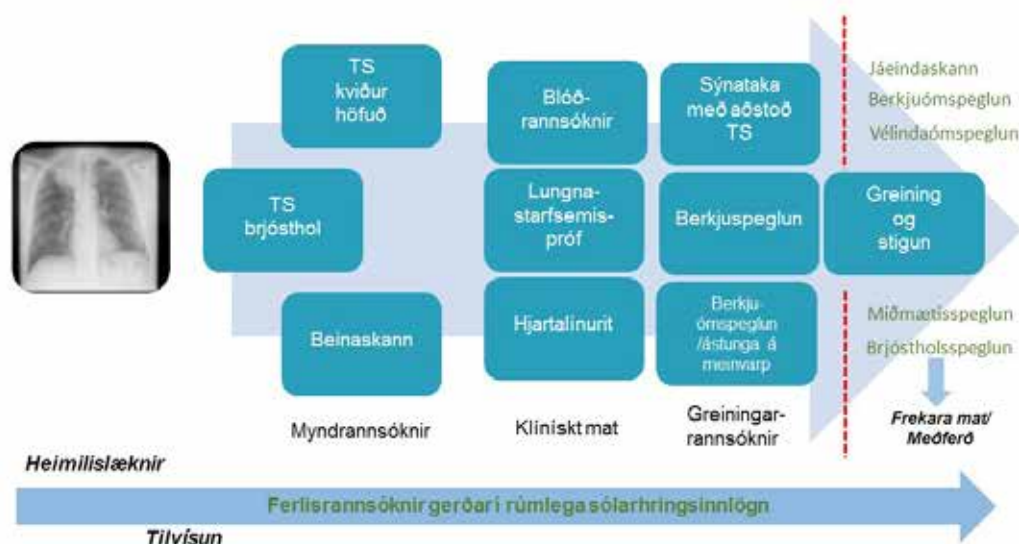 TS
kviður
höfuð
TS
brjósthol
Beinaskann
Myndrannsóknir
Blóð-
rannsóknir
Lungna-
starfsemis-
próf
Hjartalínurit
Klínískt mat
Sýnataka
með aðstoð
TS
Berkjuspeglun
Berkju-
ómspeglun
/ástunga á
meinvarp
Greiningar-
rannsóknir
Jáeindaskann
Berkjuómspeglun
Vélindaómspeglun
Greining
og
stigun
Miðmætisspeglun
Brjóstholsspeglun
Frekara mat/
Meðferð
Heimilislæknir
Ferlisrannsóknir gerðar í rúmlega sólarhringsinnlögn
Tilvísun